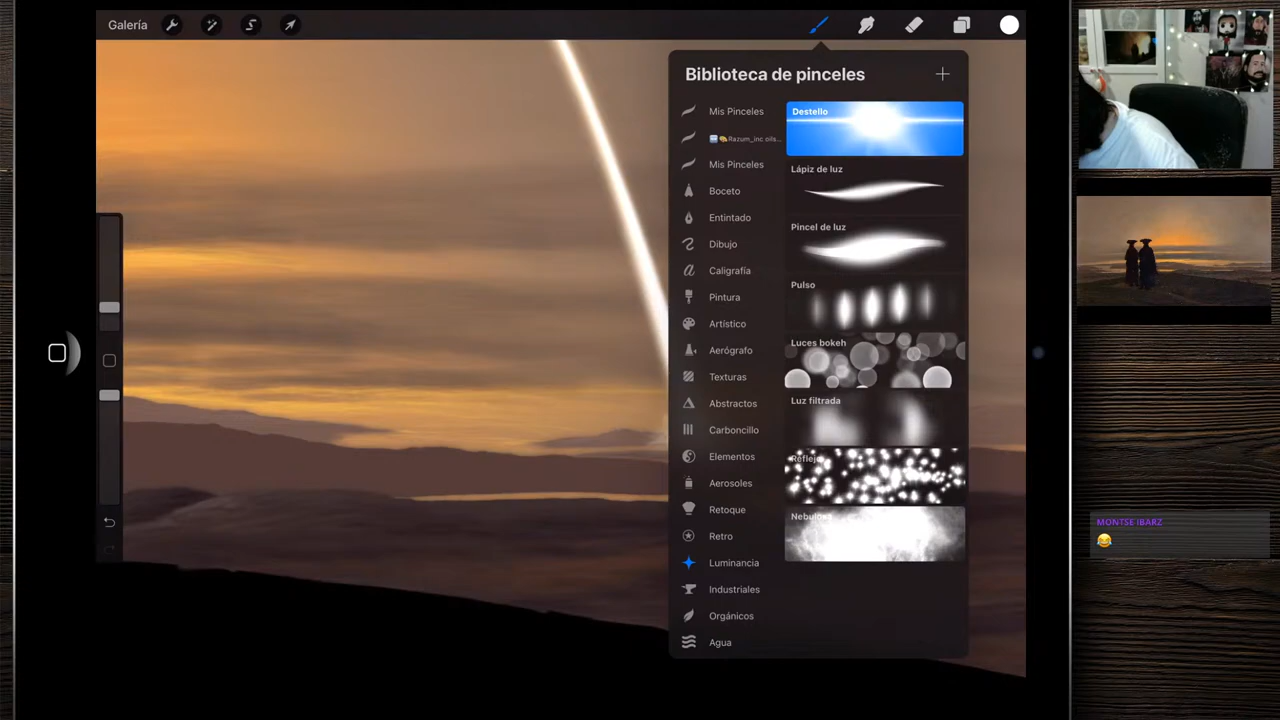 Galería
Biblioteca de pinceles
Mis Pinceles
Razum_inc oils...
Mis Pinceles
Boceto
Entintado
Dibujo
Caligrafía
Pintura
Artístico
Aerógrafo
Texturas
Abstractos
Carboncillo
Elementos
Aerosoles
Retoque
Retro
Luminancia
Industriales
Orgánicos
Agua
Destello
Lápiz de luz
Pincel de luz
Pulso
Luces bokeh
Luz filtrada
Reflejo
MONTSE IBARZ